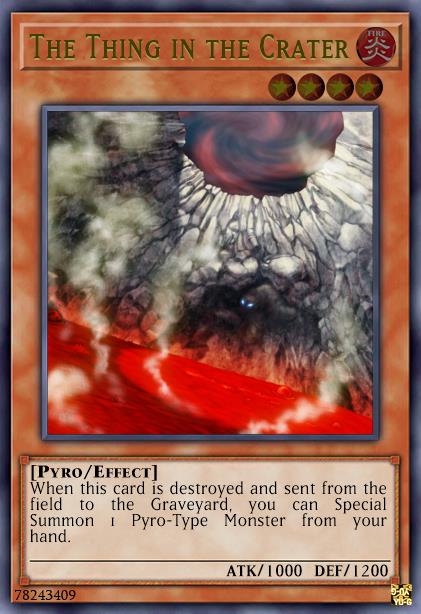 The Thing in the Crater
FIRE
炎
[Pyro/Effect]
When this card is destroyed and sent from the
field to the Graveyard, you can Special
Summon 1 Pyro-Type Monster from your
hand.
ATK/1000 DEF/1200
78243409